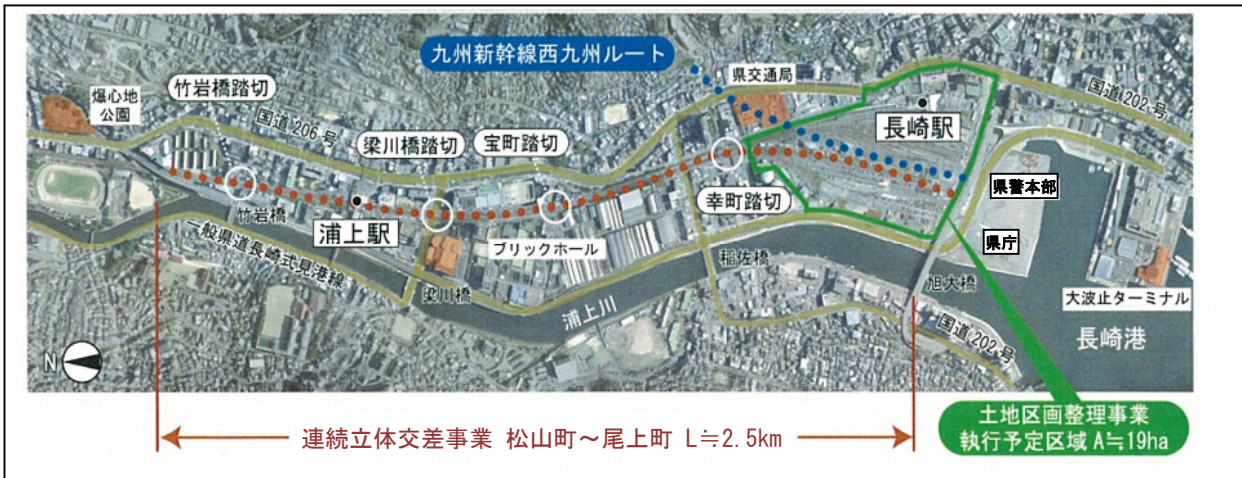 九州新幹線西九州ルート
県交通局
国道202号
爆心地
公園
竹岩橋踏切
国道206号
梁川橋踏切
宝町踏切
長崎駅
幸町踏切
県警本部
県庁
竹岩橋
浦上駅
ブリックホール
一般県道長崎式見港線
梁川橋
稲佐橋
旭大橋
大波止ターミナル
浦上川
国道202号
長崎港
N
連続立体交差事業 松山町～尾上町 L≒2.5km
土地区画整理事業
執行予定区域 A≒19ha